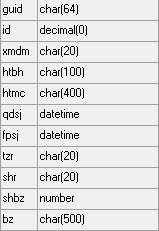 guid char(64)
id decimal(0)
xmdm char(20)
htbh char(100)
htmc char(400)
qdsj datetime
fpsj datetime
tzr char(20)
shr char(20)
shbz number
bz char(500)